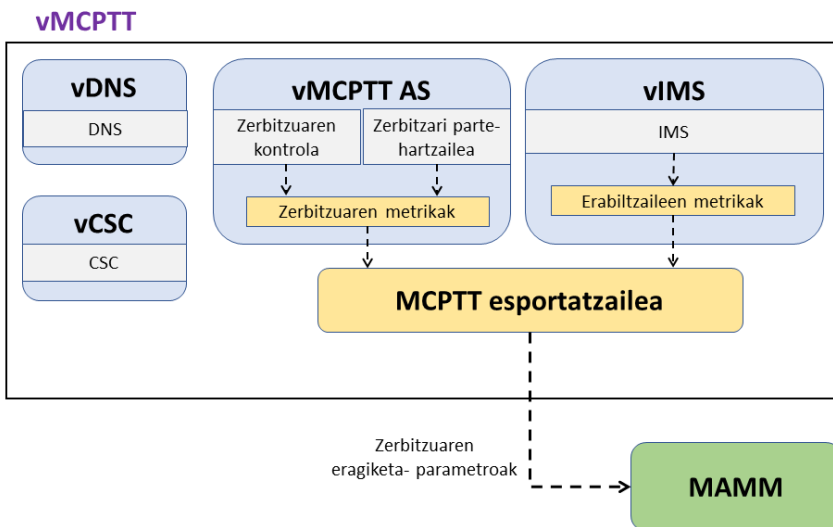 vMCPTT
vDNS
DNS
vCSC
CSC
vMCPTT AS
Zerbitzuaren
kontrola
Zerbitzari parte-
hartzailea
Zerbitzuaren metrikak
vIMS
IMS
Erabiltzaileen metrikak
MCPTT esportatzailea
Zerbitzuaren
eragiketa- parametroak
MAMM